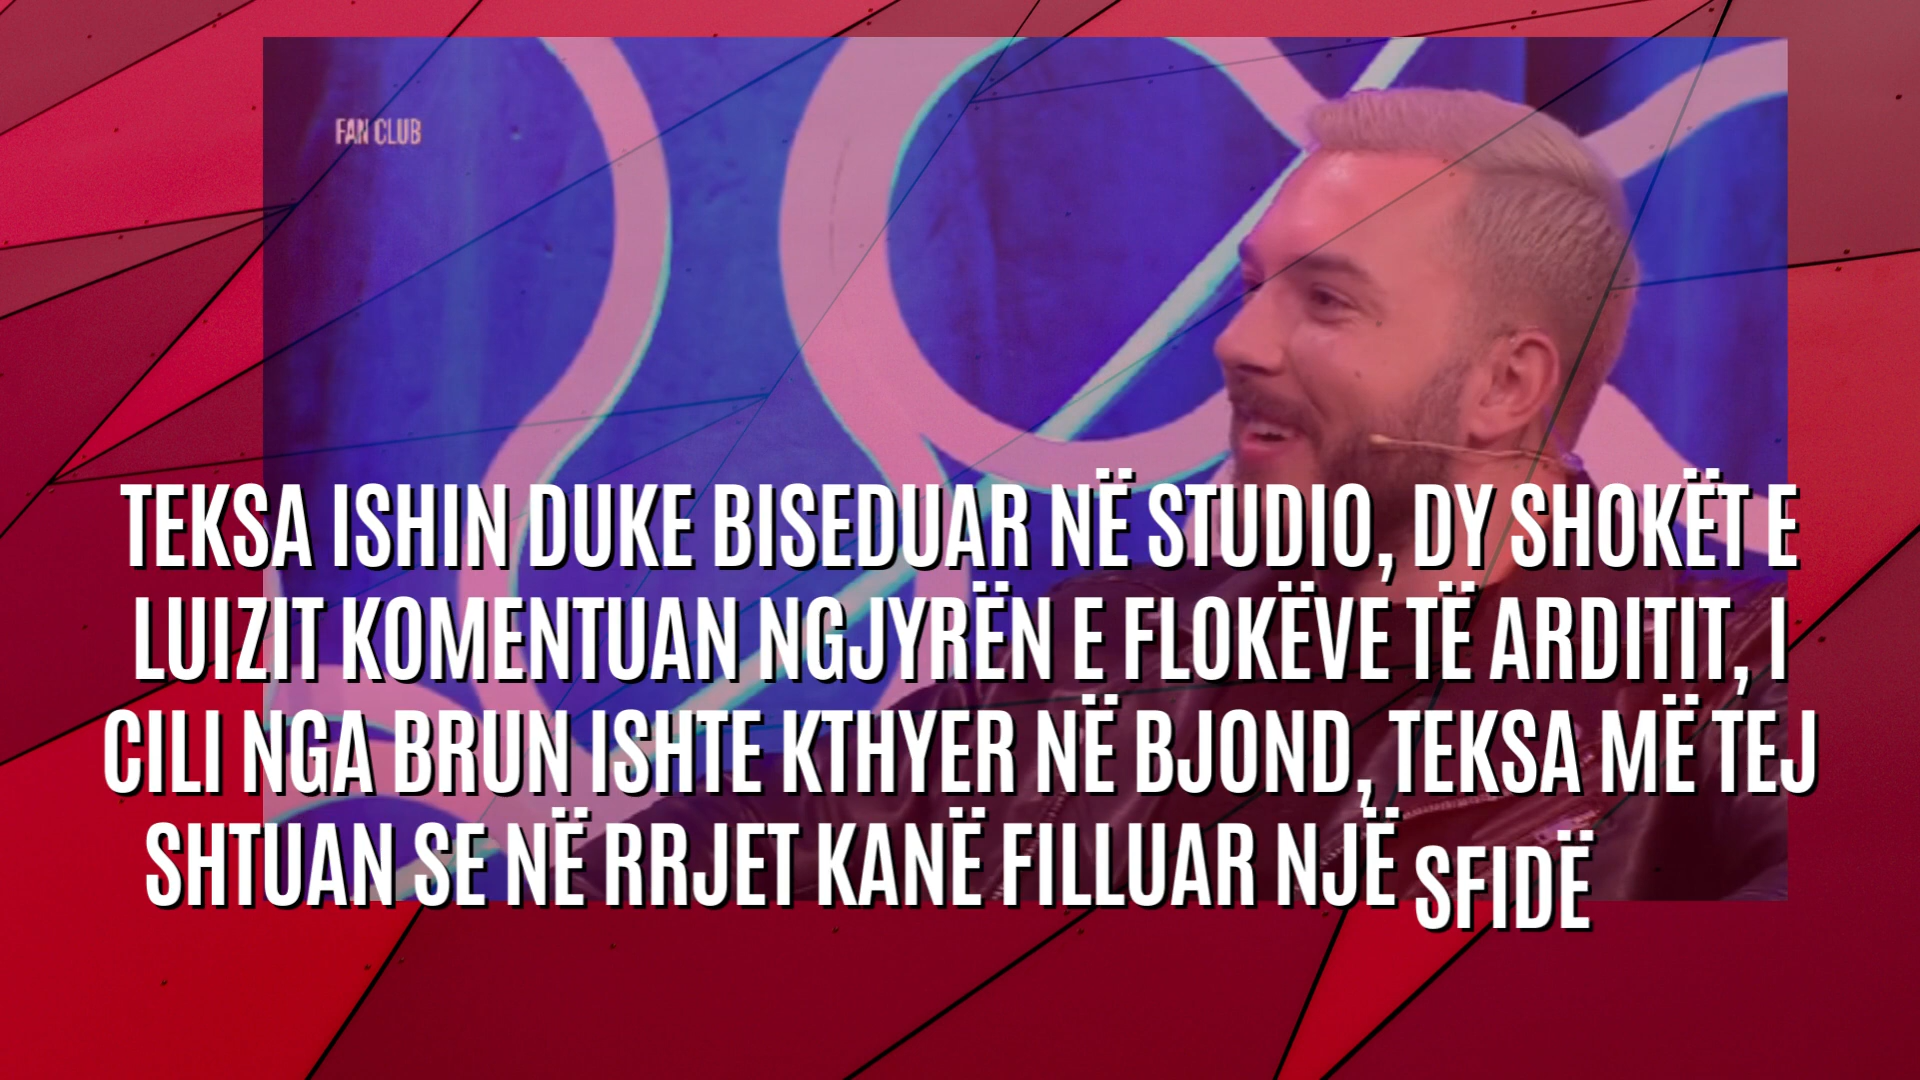 FAN CLUB
TEKSA ISHIN DUKE BISEDUAR NË STUDIO, DY SHOKËT E
LUIZIT KOMENTUAN NGJYRËN E FLOKËVE TË ARDITIT, I
CILI NGA BRUN ISHTE KTHYER NË BJOND, TEKSA MË TEJ
SHTUAN SE NË RRJET KANË FILLUAR NJË SFIDË